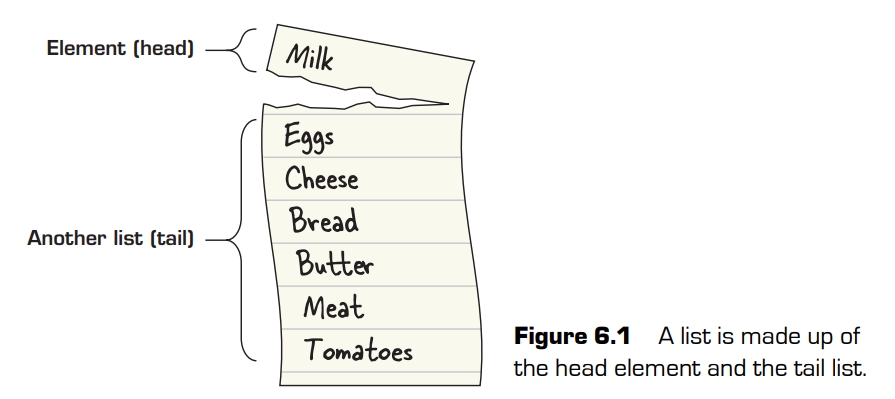 Element (head)
Milk
Eggs
Cheese
Bread
Another list (tail)
Butter
Meat
Tomatoes
Figure 6.1 A list is made up of
the head element and the tail list.